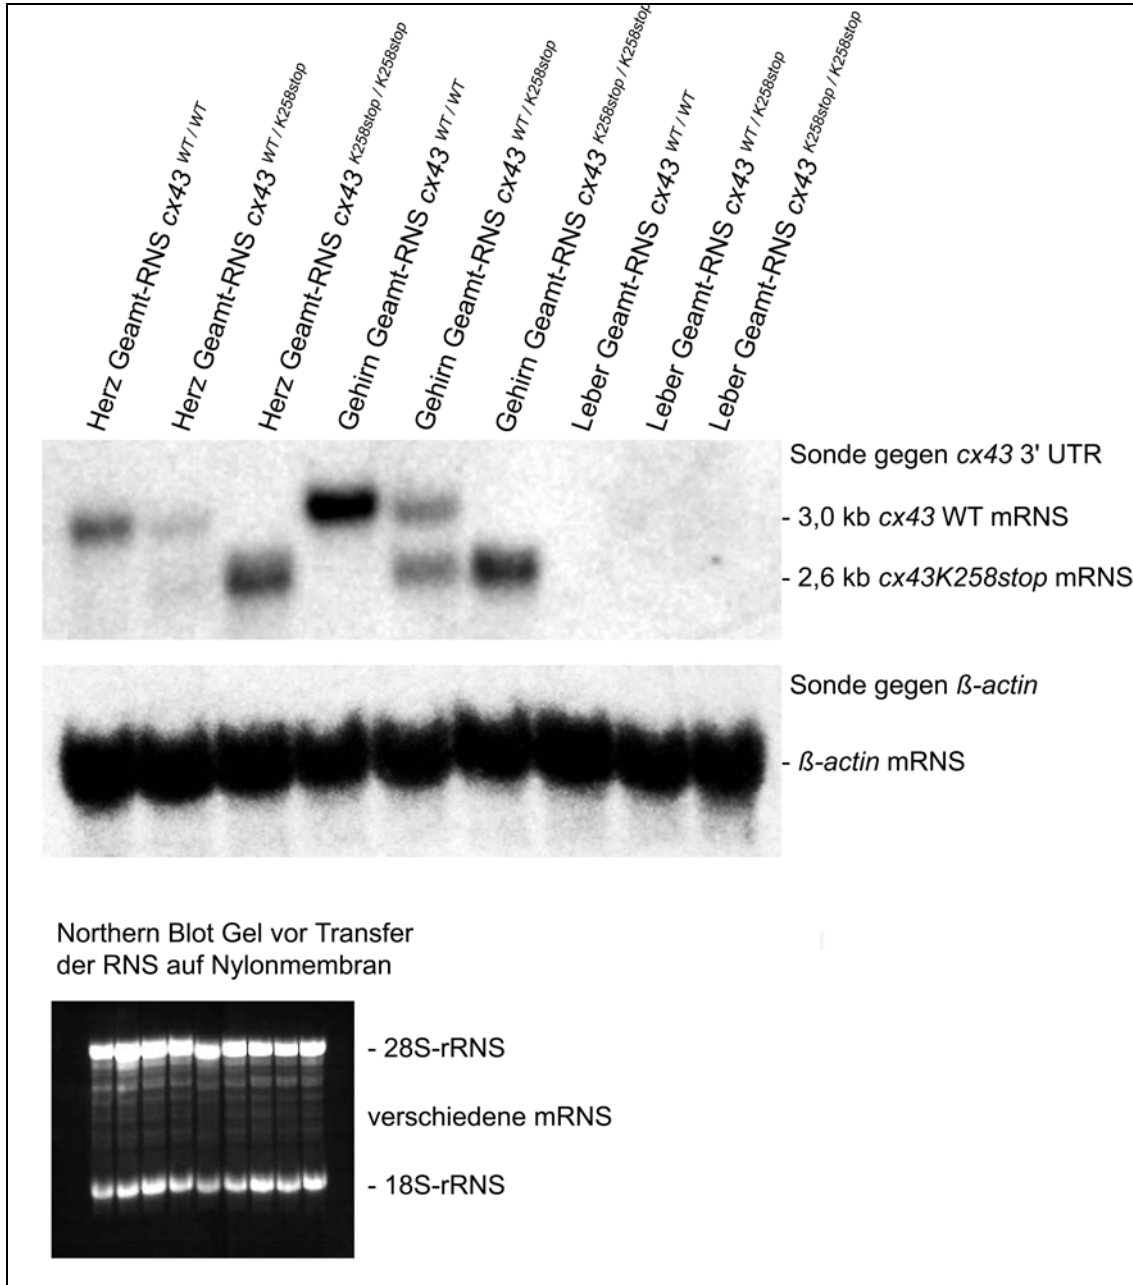 Herz Geamt-RNS cx43 WT / WT
Herz Geamt-RNS cx43 WT / K258stop
Herz Geamt-RNS cx43 K258stop / K258stop
Gehirn Geamt-RNS cx43 WT / WT
Gehirn Geamt-RNS cx43 WT / K258stop
Gehirn Geamt-RNS cx43 K258stop / K258stop
Leber Geamt-RNS cx43 WT / WT
Leber Geamt-RNS cx43 WT / K258stop
Leber Geamt-RNS cx43 K258stop / K258stop
Sonde gegen cx43 3' UTR
- 3,0 kb cx43 WT mRNS
- 2,6 kb cx43K258stop mRNS
Sonde gegen ß-actin
- ß-actin mRNS
Northern Blot Gel vor Transfer
der RNS auf Nylonmembran
- 28S-rRNS
verschiedene mRNS
- 18S-rRNS